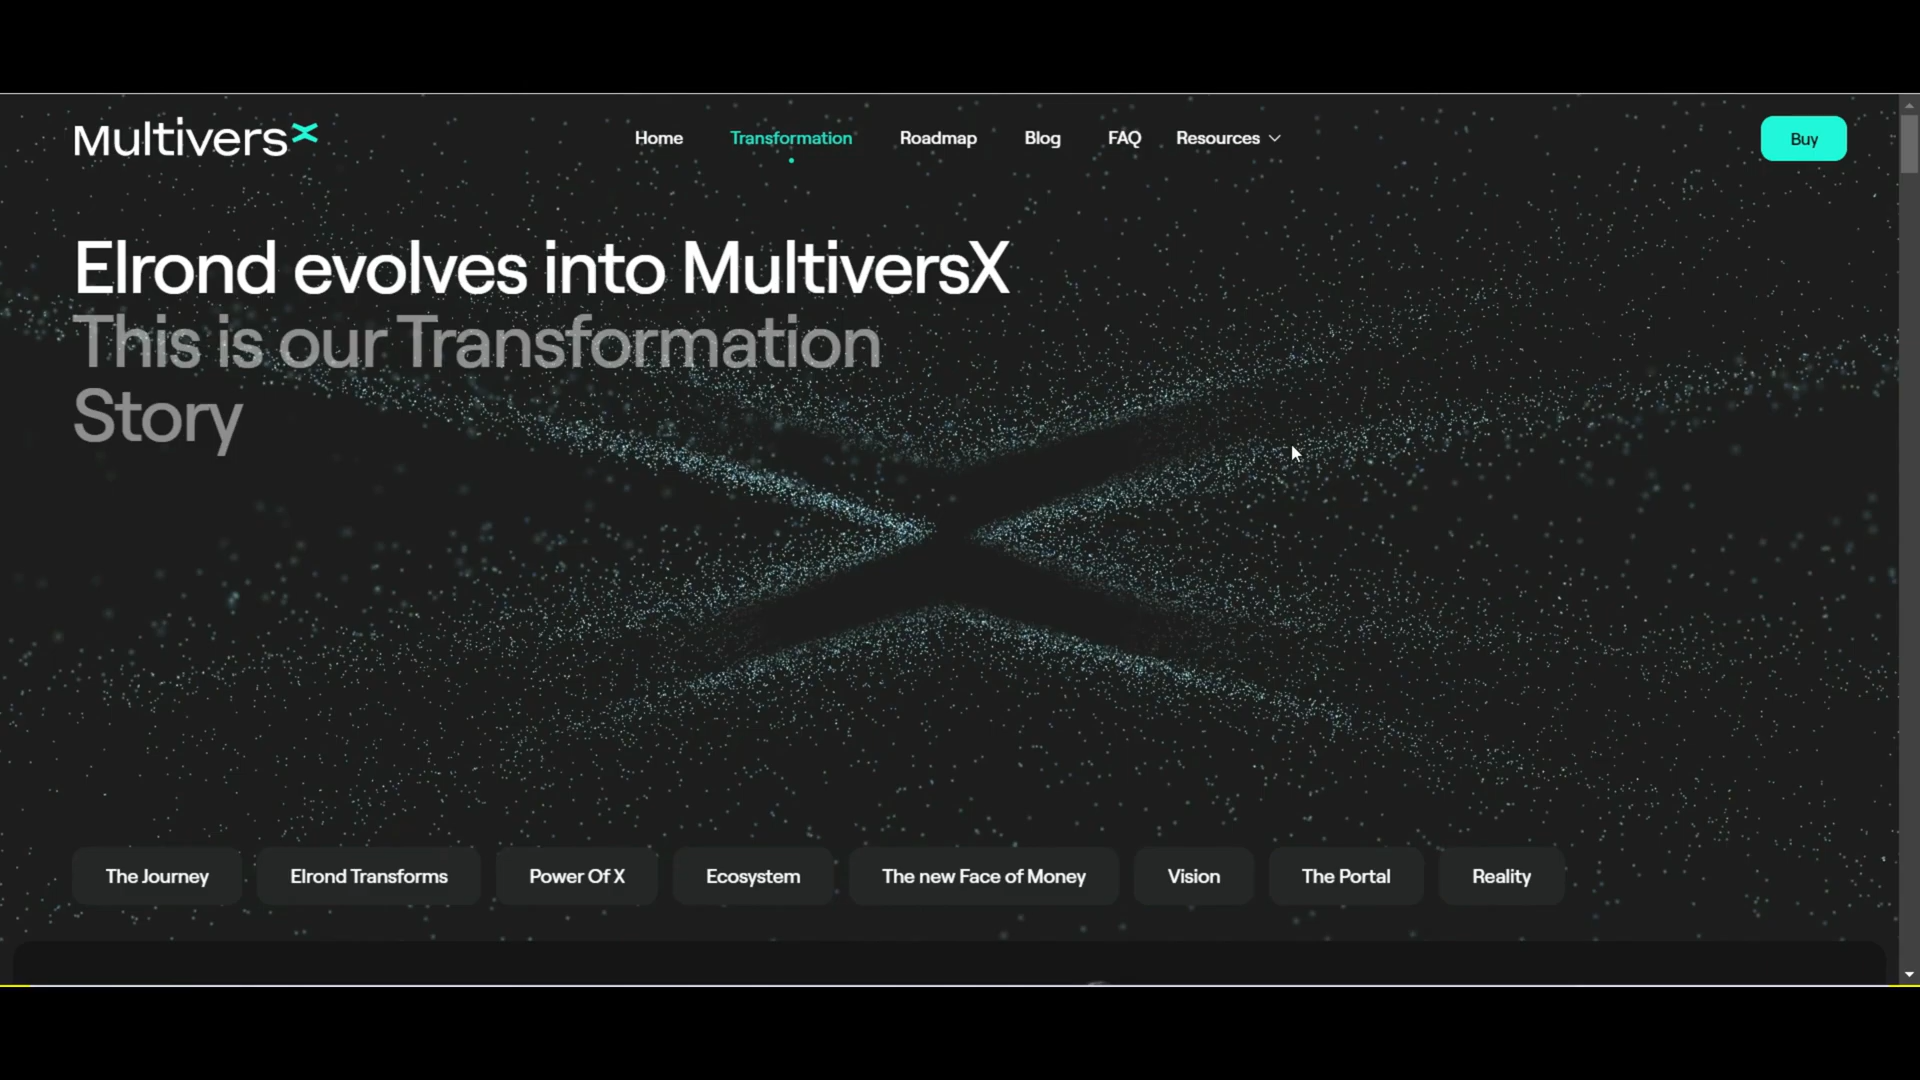 MultiversX
Home Transformation Roadmap Blog FAQ Resources
Buy
Elrond evolves into MultiversX
This is our Transformation
Story
The Journey Elrond Transforms Power Of X Ecosystem The new Face of Money Vision The Portal Reality